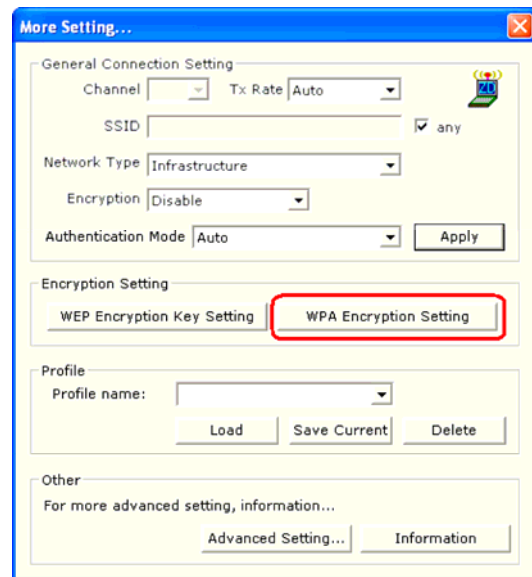 More Setting...
General Connection Setting
Channel Tx Rate Auto
SSID any
Network Type Infrastructure
Encryption Disable
Authentication Mode Auto Apply
Encryption Setting
WEP Encryption Key Setting WPA Encryption Setting
Profile
Profile name:
Load Save Current Delete
Other
For more advanced setting, information...
Advanced Setting... Information